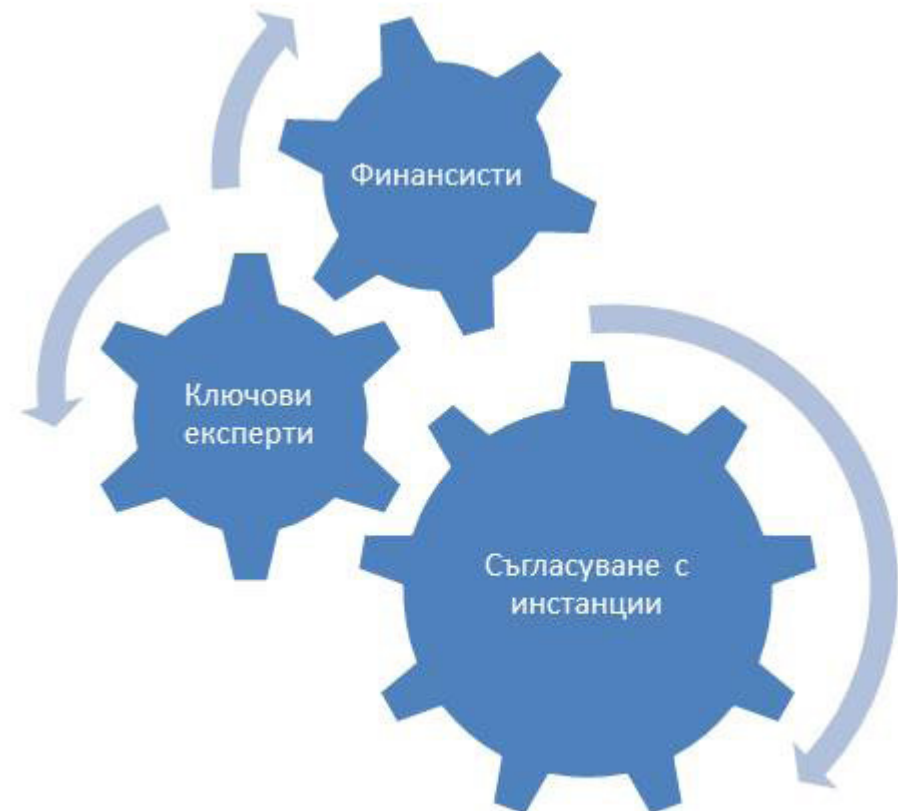 Финансисти
Ключови
експерти
Съгласуване с
инстанции